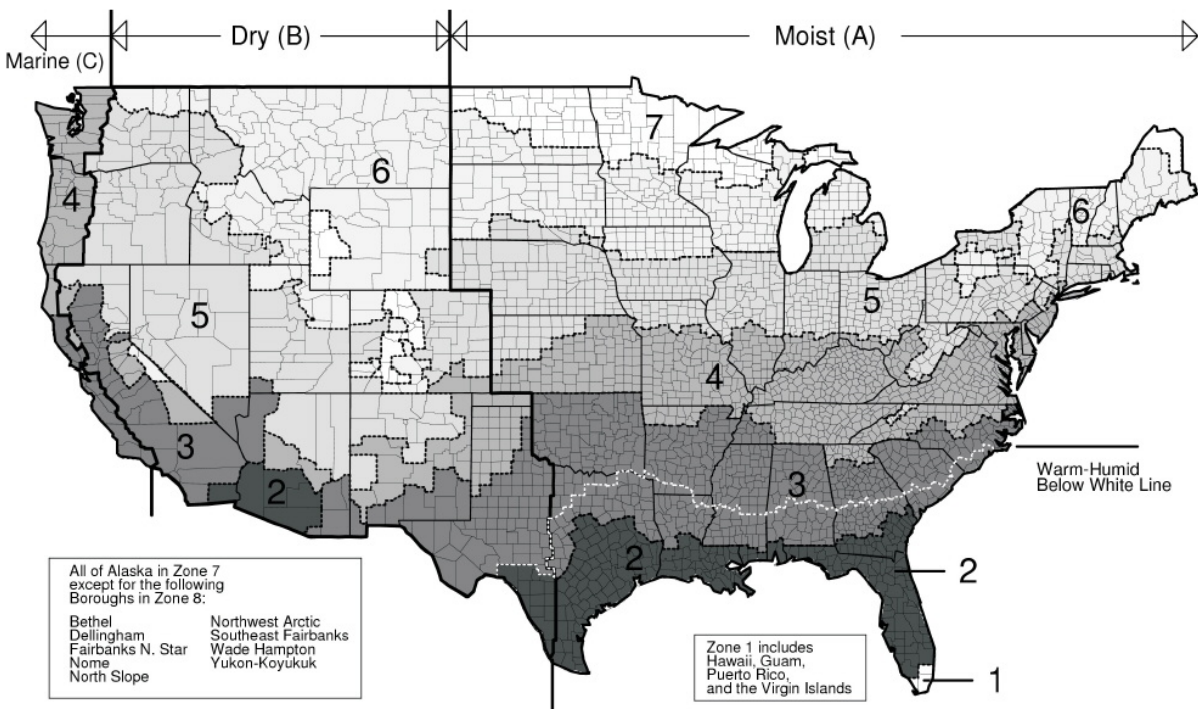 Marine (C)
Dry (B)
Moist (A)
7
6
4
6
5
5
4
3
3
Warm-Humid
Below White Line
2
2
2
1
All of Alaska in Zone 7
except for the following
Boroughs in Zone 8:
Bethel
Dellingham
Fairbanks N. Star
Nome
North Slope
Northwest Arctic
Southeast Fairbanks
Wade Hampton
Yukon-Koyukuk
Zone 1 includes
Hawaii, Guam,
Puerto Rico,
and the Virgin Islands